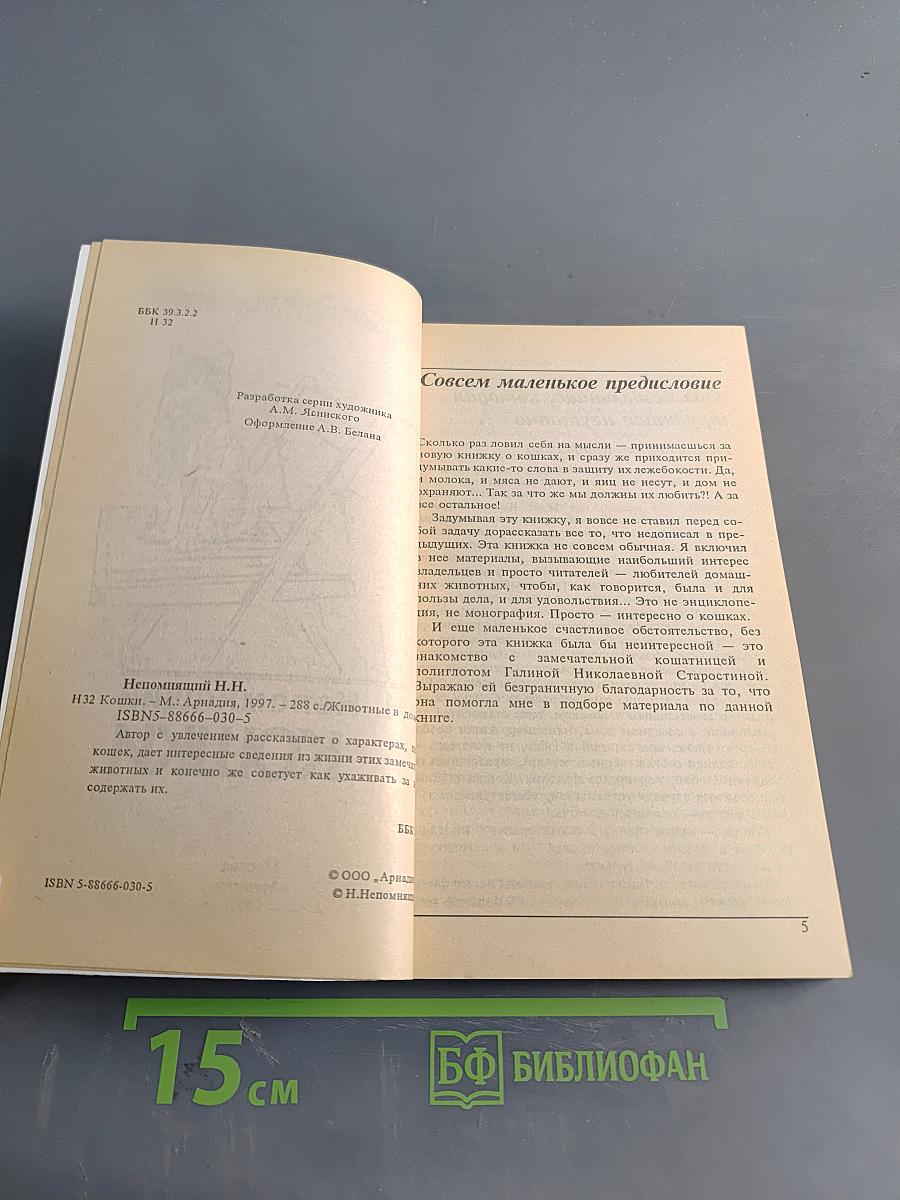 ББК 39.3.2.2
Н 32
Разработка серии художника
А.М. Ясинского
Оформление А.В. Белана
Непомнящий Н.Н.
Н32 Кошки. – М.: Арнадия, 1997. – 288 с./Животные в
ISBN5–88666–030–5
Автор с увлечением рассказывает о характерах,
кошек, дает интересные сведения из жизни этих
животных и конечно же советует как ухаживать за
содержать их.
ББК
ISBN 5-88666-030-5
© ООО „Арнади
© Н.Непомнящ
Совсем маленькое предисловие
Сколько раз ловил себя на мысли — принимаешься за
новую книжку о кошках, и сразу же приходится при-
думывать какие-то слова в защиту их лежебокости. Да,
и молока, и мяса не дают, и яиц не несут, и дом не
охраняют... Так за что же мы должны их любить?! А за
все остальное!
Задумывая эту книжку, я вовсе не ставил перед со-
бой задачу дорассказать все то, что недописал в пре-
дыдущих. Эта книжка не совсем обычная. Я включил
в нее материалы, вызывающие наибольший интерес
владельцев и просто читателей — любителей домаш-
них животных, чтобы, как говорится, была и для
пользы дела, и для удовольствия... Это не энциклопе-
дия, не монография. Просто — интересно о кошках.
И еще маленькое счастливое обстоятельство, без
которого эта книжка была бы неинтересной — это
знакомство с замечательной кошатницей и
полиглотом Галиной Николаевной Старостиной.
Выражаю ей безграничную благодарность за то, что
она помогла мне в подборе материала по данной
книге.
5
15 см
БФ БИБЛИОФАН